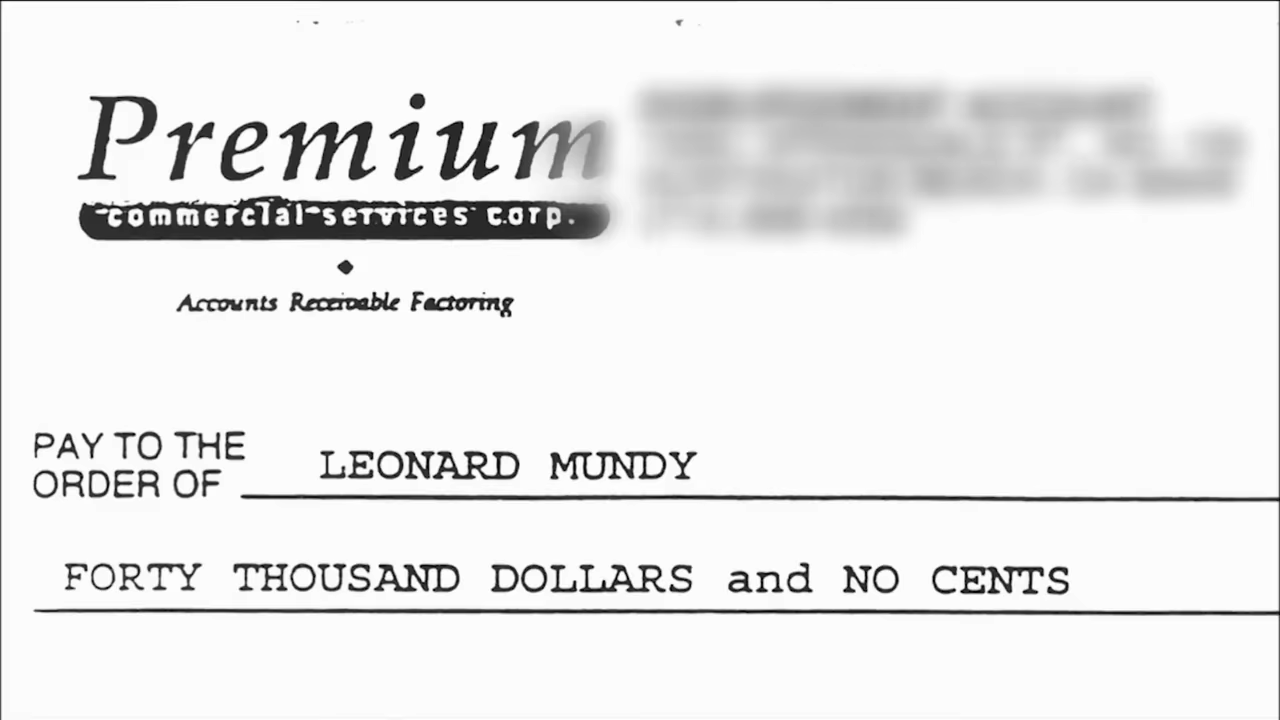 Premium
commercial services corp.
Accounts Receivable Factoring
PAY TO THE
ORDER OF LEONARD MUNDY
FORTY THOUSAND DOLLARS and NO CENTS